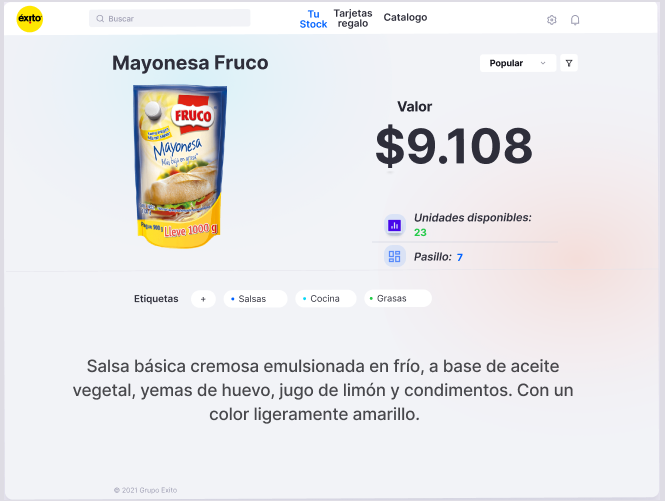 éxito
Buscar
Tu
Stock
Tarjetas
regalo
Catalogo
Mayonesa Fruco
Popular
FRUCO
Mayonesa
Valor
$9.108
Lleve 1000 g
Unidades disponibles:
23
Pasillo: 7
Etiquetas
+
Salsas
Cocina
Grasas
Salsa básica cremosa emulsionada en frío, a base de aceite
vegetal, yemas de huevo, jugo de limón y condimentos. Con un
color ligeramente amarillo.
© 2021 Grupo Exito